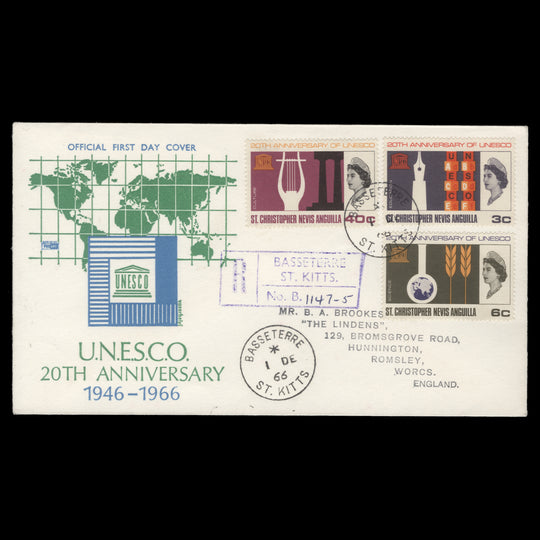 OFFICIAL FIRST DAY COVER
UNESCO
U.N.E.S.C.O.
20TH ANNIVERSARY
1946-1966
20TH ANNIVERSARY OF UNESCO
CULTURE
ST. CHRISTOPHER NEVIS ANGUILLA 40c
20TH ANNIVERSARY OF UNESCO
ST. CHRISTOPHER NEVIS ANGUILLA 3c
20TH ANNIVERSARY OF UNESCO
SCIENCE
ST. CHRISTOPHER NEVIS ANGUILLA 6c
BASSETERRE
ST. KITTS
R
BASSETERRE
ST. KITTS.
No. B. 1147-5
BASSETERRE
*
1 DE
66
ST. KITTS
MR. B. A. BROOKES
"THE LINDENS",
129, BROMSGROVE ROAD,
HUNNINGTON,
ROMSLEY,
WORCS.
ENGLAND.